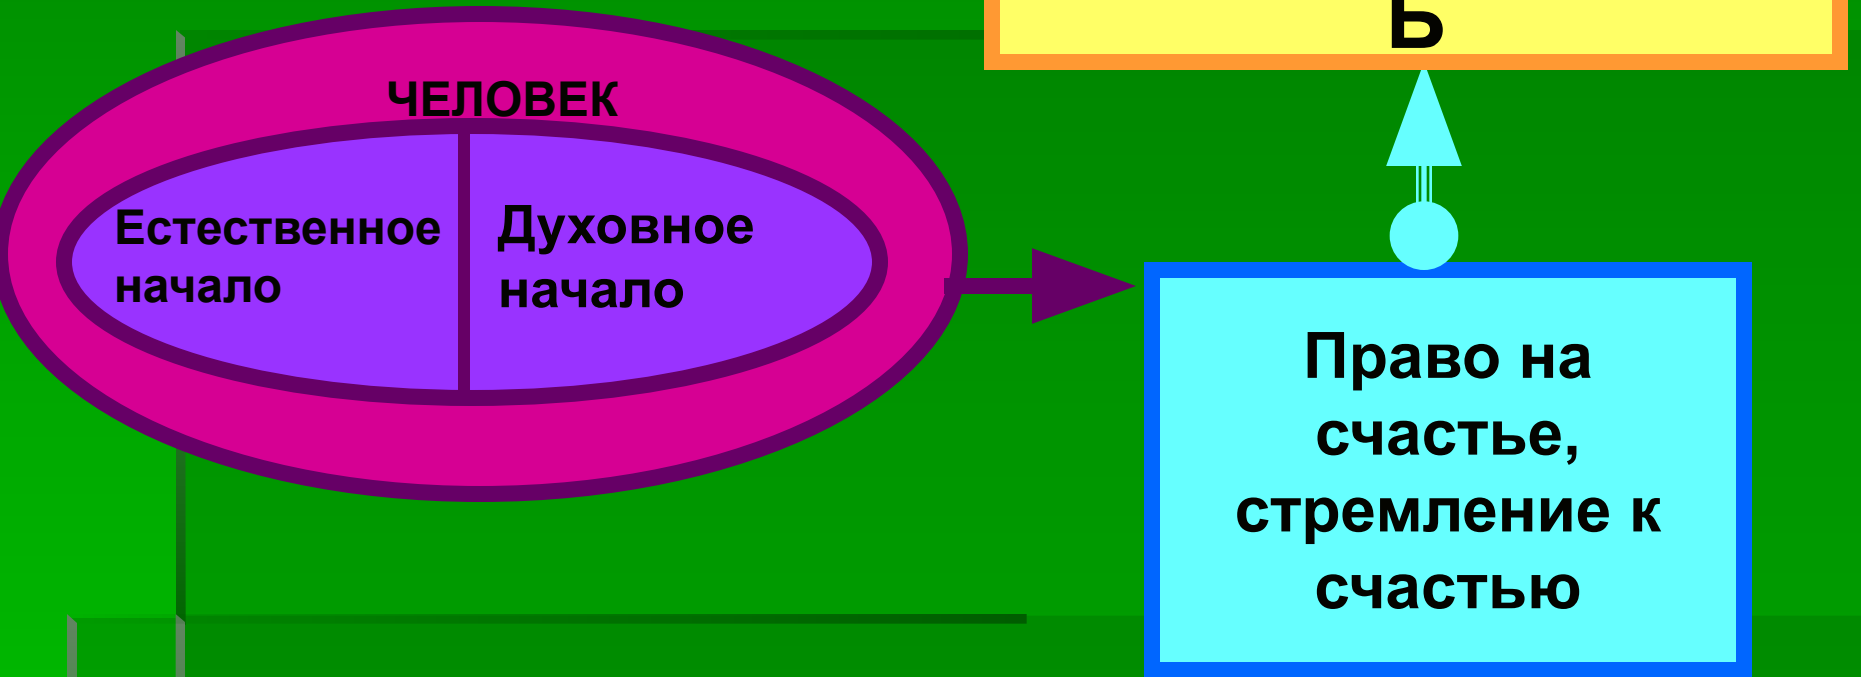 Ь
ЧЕЛОВЕК
Естественное
начало
Духовное
начало
Право на
счастье,
стремление к
счастью